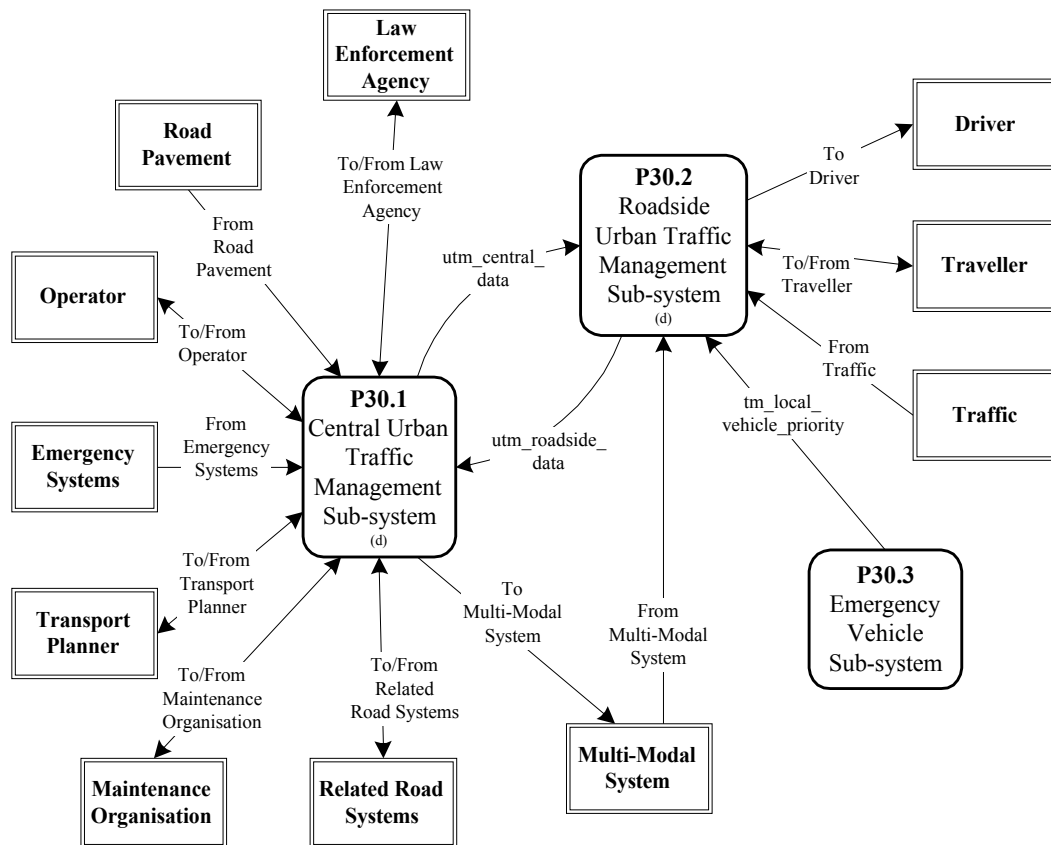 Law
Enforcement
Agency
Road
Pavement
Driver
To/From Law
Enforcement
Agency
To
Driver
P30.2
Roadside
Urban Traffic
Management
Sub-system
(d)
From
Road
Pavement
utm_central_
data
To/From
Traveller
Traveller
Operator
To/From
Operator
From
Traffic
Traffic
P30.1
Central Urban
Traffic
Management
Sub-system
(d)
tm_local_
vehicle_priority
From
Emergency
Systems
Emergency
Systems
utm_roadside_
data
To/From
Transport
Planner
Transport
Planner
To
Multi-Modal
System
From
Multi-Modal
System
P30.3
Emergency
Vehicle
Sub-system
To/From
Maintenance
Organisation
To/From
Related
Road Systems
Maintenance
Organisation
Related Road
Systems
Multi-Modal
System